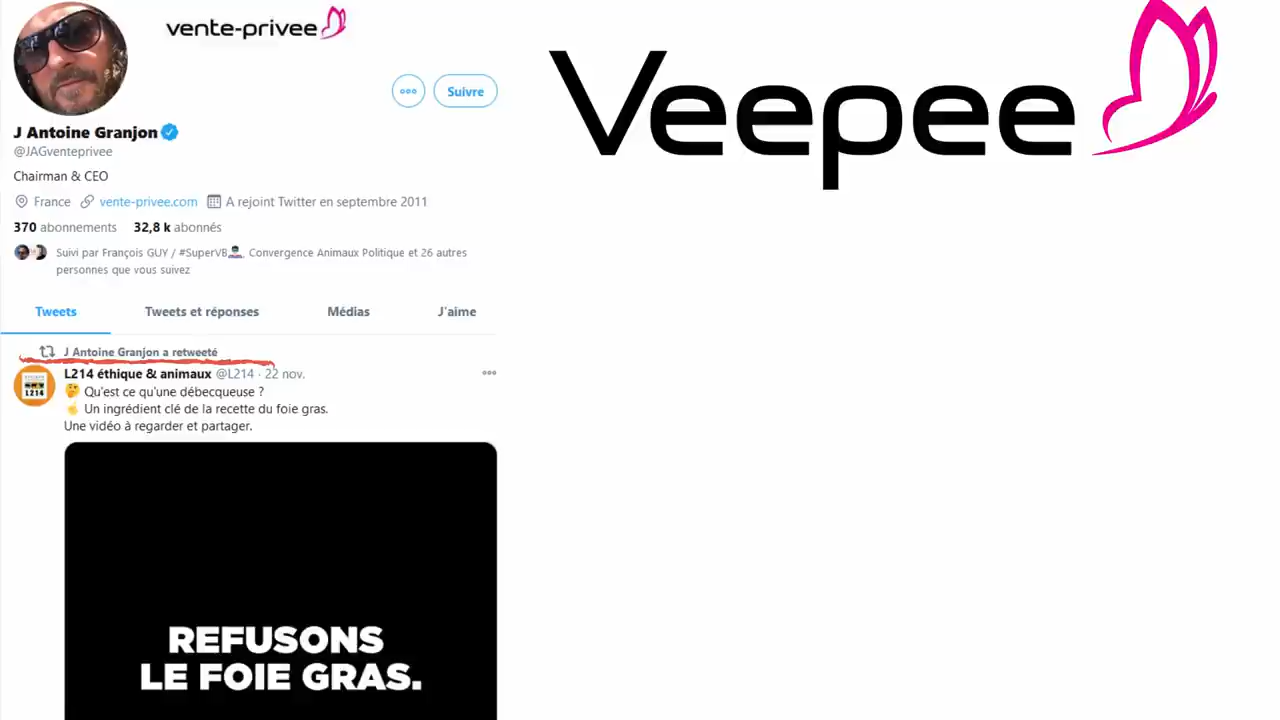 vente-privee
Veepee
Suivre
J Antoine Granjon
@JAGventeprivee
Chairman & CEO
France vente-privee.com A rejoint Twitter en septembre 2011
370 abonnements 32,8 k abonnés
Suivi par François GUY / #SuperVB, Convergence Animaux Politique et 26 autres
personnes que vous suivez
Tweets Tweets et réponses Médias J'aime
J Antoine Granjon a retweeté
L214 éthique & animaux @L214 · 22 nov.
🤔 Qu'est ce qu'une débecqueuse ?
☝ Un ingrédient clé de la recette du foie gras.
Une vidéo à regarder et partager.
L214
REFUSONS
LE FOIE GRAS.